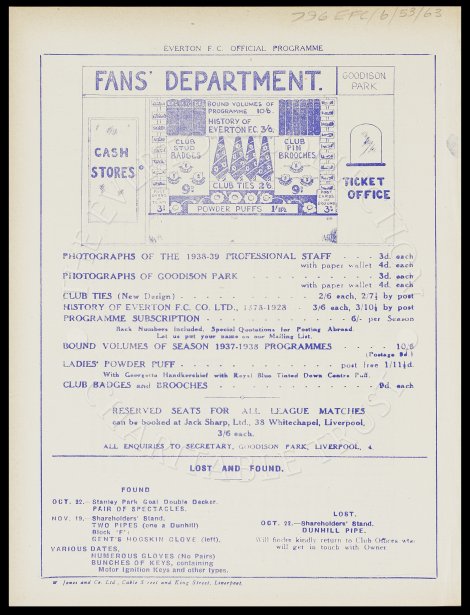 796 EFC/6/53/63
EVERTON F.C. OFFICIAL PROGRAMME
FANS' DEPARTMENT.
GOODISON PARK
BOUND VOLUMES OF PROGRAMME 10/6.
HISTORY OF EVERTON F.C. 3/6.
CASH STORES
CLUB STUD BADGES
CLUB PIN BROOCHES
9D.
9D.
CLUB TIES 2/6
TICKET OFFICE
3D.
POWDER PUFFS 1/1½
3D.
PHOTOGRAPHS OF THE 1938-39 PROFESSIONAL STAFF - - 3d. each
with paper wallet 4d. each
PHOTOGRAPHS OF GOODISON PARK - - - - 3d. each
with paper wallet 4d. each
CLUB TIES (New Design) - - - - 2/6 each, 2/7½ by post
HISTORY OF EVERTON F.C. CO. LTD., 1878-1928 - 3/6 each, 3/10½ by post
PROGRAMME SUBSCRIPTION - - - - 6/- per Season
Back Numbers Included. Special Quotations for Posting Abroad.
Let us put your name on our Mailing List.
BOUND VOLUMES OF SEASON 1937-1938 PROGRAMMES - - - 10/6
(Postage 9d)
LADIES' POWDER PUFF - - - - post free 1/1½d.
With Georgette Handkerchief with Royal Blue Tinted Down Centre Puff.
CLUB BADGES and BROOCHES - - - - 9d. each
RESERVED SEATS FOR ALL LEAGUE MATCHES
can be booked at Jack Sharp, Ltd., 38 Whitechapel, Liverpool,
3/6 each.
ALL ENQUIRIES TO SECRETARY, GOODISON PARK, LIVERPOOL, 4.
LOST AND FOUND.
FOUND
OCT. 22.—Stanley Park Goal Double Decker.
PAIR OF SPECTACLES.
NOV. 19.—Shareholders' Stand.
TWO PIPES (one a Dunhill)
Block 'F'.
GENT'S HOGSKIN GLOVE (left).
VARIOUS DATES.
NUMEROUS GLOVES (No Pairs)
BUNCHES OF KEYS, containing
Motor Ignition Keys and other types.
LOST.
OCT. 22.—Shareholders' Stand.
DUNHILL PIPE.
Will finder kindly return to Club Offices who
will get in touch with Owner.
W. Jones and Co. Ltd., Cable Street and King Street, Liverpool.